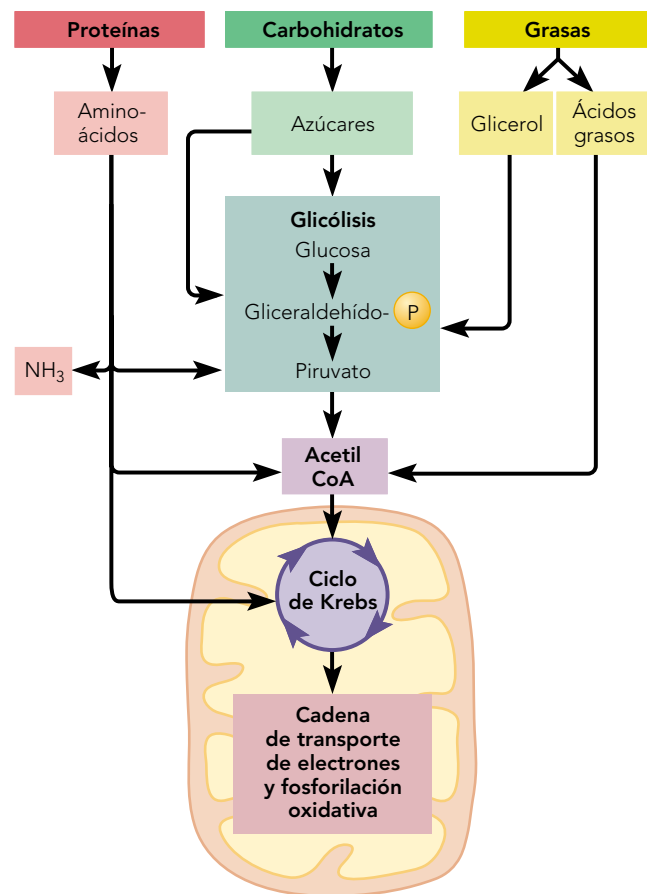 Proteínas
Carbohidratos
Grasas
Amino-
ácidos
Azúcares
Glicerol
Ácidos
grasos
Glicólisis
Glucosa
Gliceraldehído- P
NH3
Piruvato
Acetil
CoA
Ciclo
de Krebs
Cadena
de transporte
de electrones
y fosforilación
oxidativa